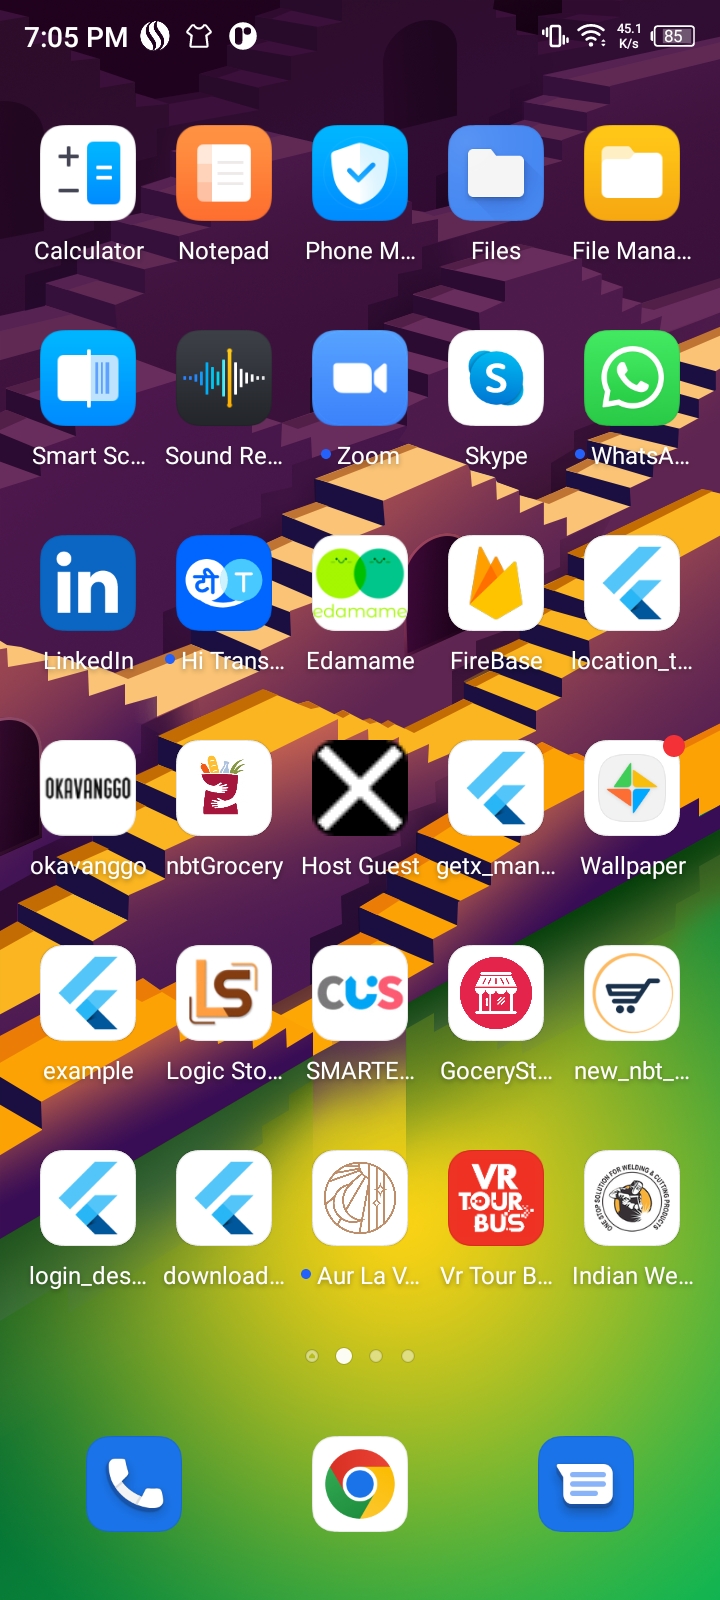 7:05 PM
45.1
K/s
85
Calculator
Notepad
Phone M...
Files
File Mana...
Smart Sc...
Sound Re...
Zoom
S
Skype
WhatsA...
in
टी T
edamame
LinkedIn
Hi Trans...
Edamame
FireBase
location_t...
OKAVANGGO
okavanggo
nbtGrocery
Host Guest
getx_man...
Wallpaper
LS
CUS
example
Logic Sto...
SMARTE...
GocerySt...
new_nbt_...
VR
TOUR
BUS
ONE STOP SOLUTION FOR WELDING & CUTTING PRODUCTS
login_des...
download...
Aur La V...
Vr Tour B...
Indian We...